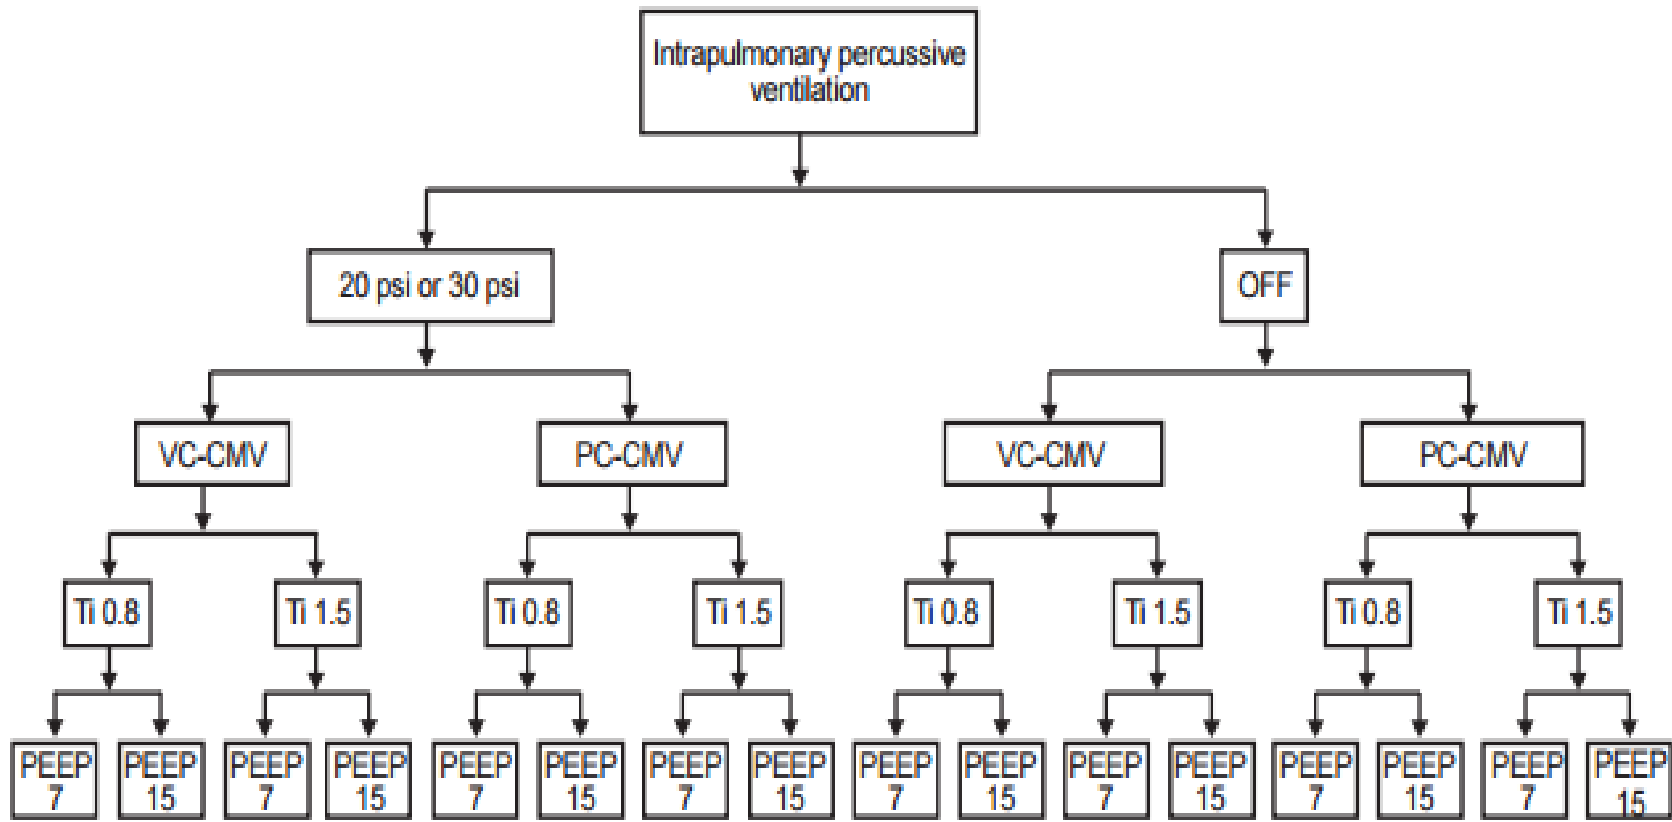 Intrapulmonary percussive
ventilation
20 psi or 30 psi
OFF
VC-CMV
PC-CMV
VC-CMV
PC-CMV
Ti 0.8
Ti 1.5
Ti 0.8
Ti 1.5
Ti 0.8
Ti 1.5
Ti 0.8
Ti 1.5
PEEP
7
PEEP
15
PEEP
7
PEEP
15
PEEP
7
PEEP
15
PEEP
7
PEEP
15
PEEP
7
PEEP
15
PEEP
7
PEEP
15
PEEP
7
PEEP
15
PEEP
7
PEEP
15